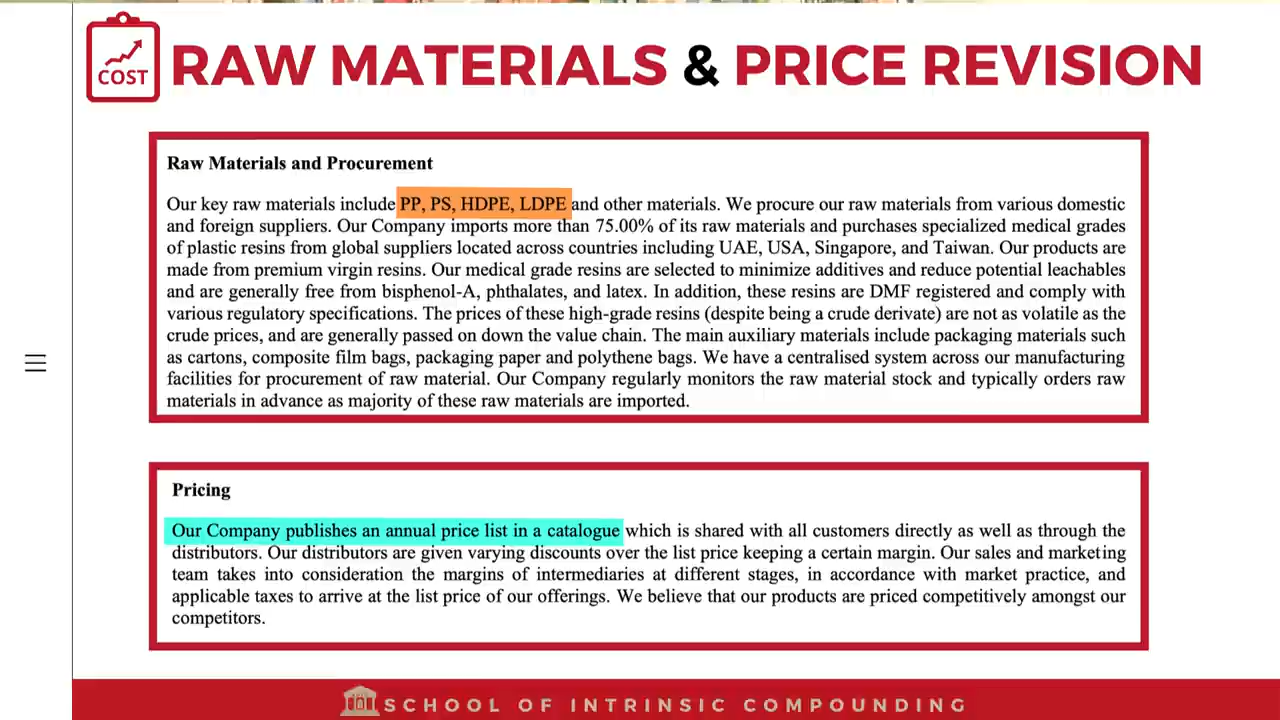 COST
RAW MATERIALS & PRICE REVISION
Raw Materials and Procurement
Our key raw materials include PP, PS, HDPE, LDPE and other materials. We procure our raw materials from various domestic
and foreign suppliers. Our Company imports more than 75.00% of its raw materials and purchases specialized medical grades
of plastic resins from global suppliers located across countries including UAE, USA, Singapore, and Taiwan. Our products are
made from premium virgin resins. Our medical grade resins are selected to minimize additives and reduce potential leachables
and are generally free from bisphenol-A, phthalates, and latex. In addition, these resins are DMF registered and comply with
various regulatory specifications. The prices of these high-grade resins (despite being a crude derivate) are not as volatile as the
crude prices, and are generally passed on down the value chain. The main auxiliary materials include packaging materials such
as cartons, composite film bags, packaging paper and polythene bags. We have a centralised system across our manufacturing
facilities for procurement of raw material. Our Company regularly monitors the raw material stock and typically orders raw
materials in advance as majority of these raw materials are imported.
Pricing
Our Company publishes an annual price list in a catalogue which is shared with all customers directly as well as through the
distributors. Our distributors are given varying discounts over the list price keeping a certain margin. Our sales and marketing
team takes into consideration the margins of intermediaries at different stages, in accordance with market practice, and
applicable taxes to arrive at the list price of our offerings. We believe that our products are priced competitively amongst our
competitors.
SCHOOL OF INTRINSIC COMPOUNDING